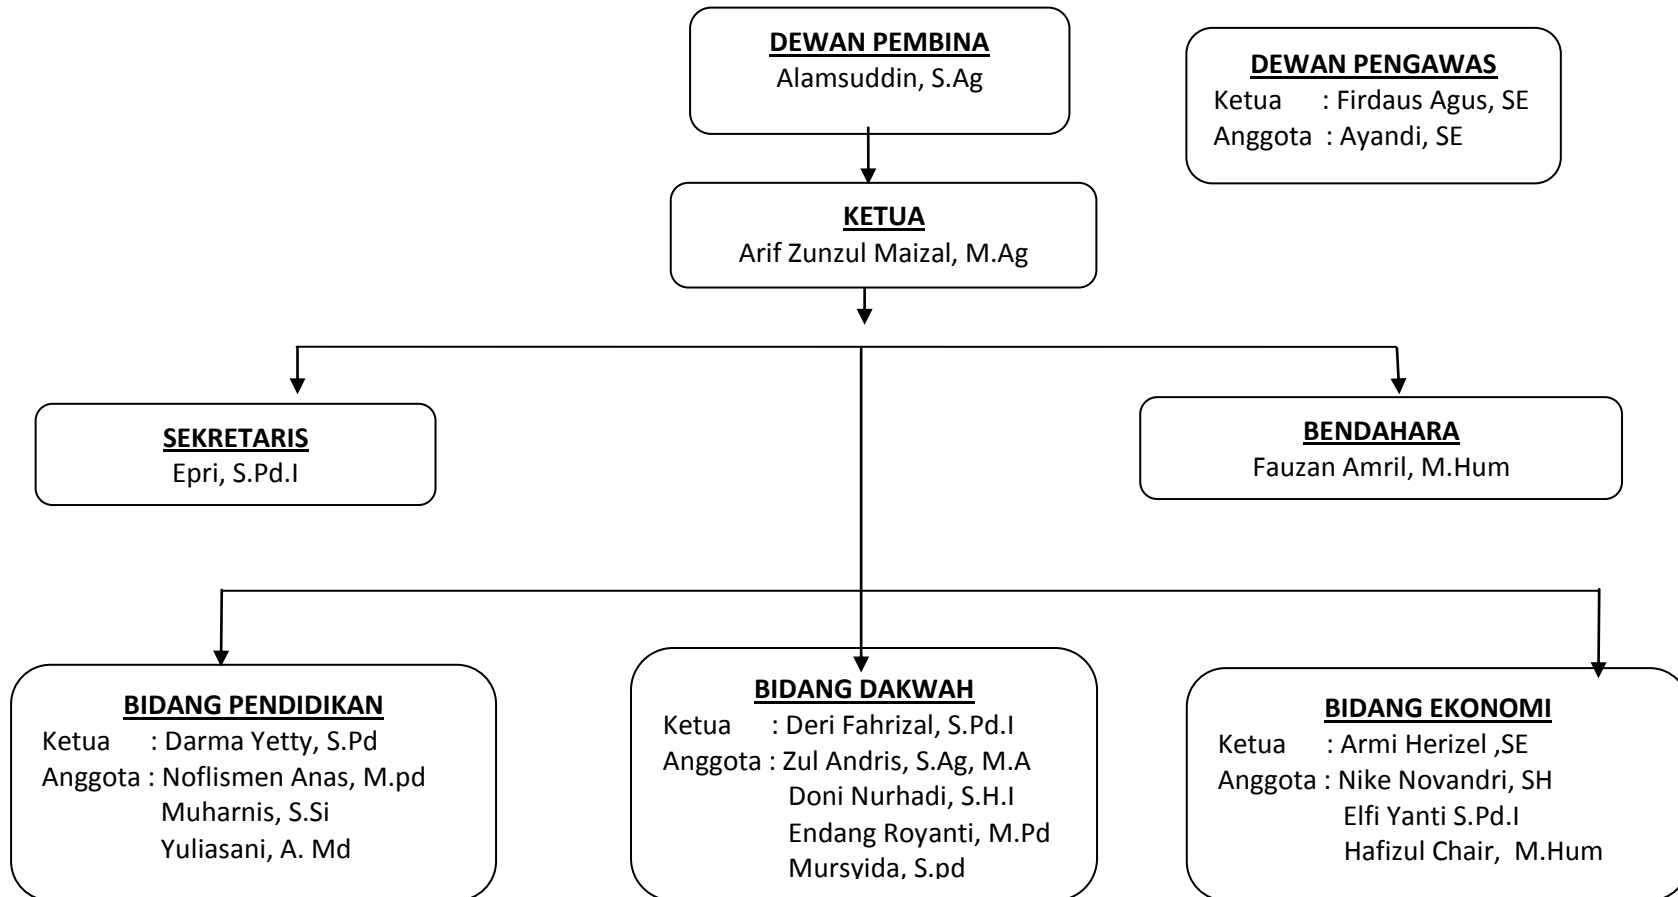 DEWAN PEMBINA
Alamsuddin, S.Ag
DEWAN PENGAWAS
Ketua : Firdaus Agus, SE
Anggota : Ayandi, SE
KETUA
Arif Zunzul Maizal, M.Ag
SEKRETARIS
Epri, S.Pd.I
BENDAHARA
Fauzan Amril, M.Hum
BIDANG PENDIDIKAN
Ketua : Darma Yetty, S.Pd
Anggota : Noflismen Anas, M.pd
Muharnis, S.Si
Yuliasani, A. Md
BIDANG DAKWAH
Ketua : Deri Fahrizal, S.Pd.I
Anggota : Zul Andris, S.Ag, M.A
Doni Nurhadi, S.H.I
Endang Royanti, M.Pd
Mursyida, S.pd
BIDANG EKONOMI
Ketua : Armi Herizel ,SE
Anggota : Nike Novandri, SH
Elfi Yanti S.Pd.I
Hafizul Chair, M.Hum